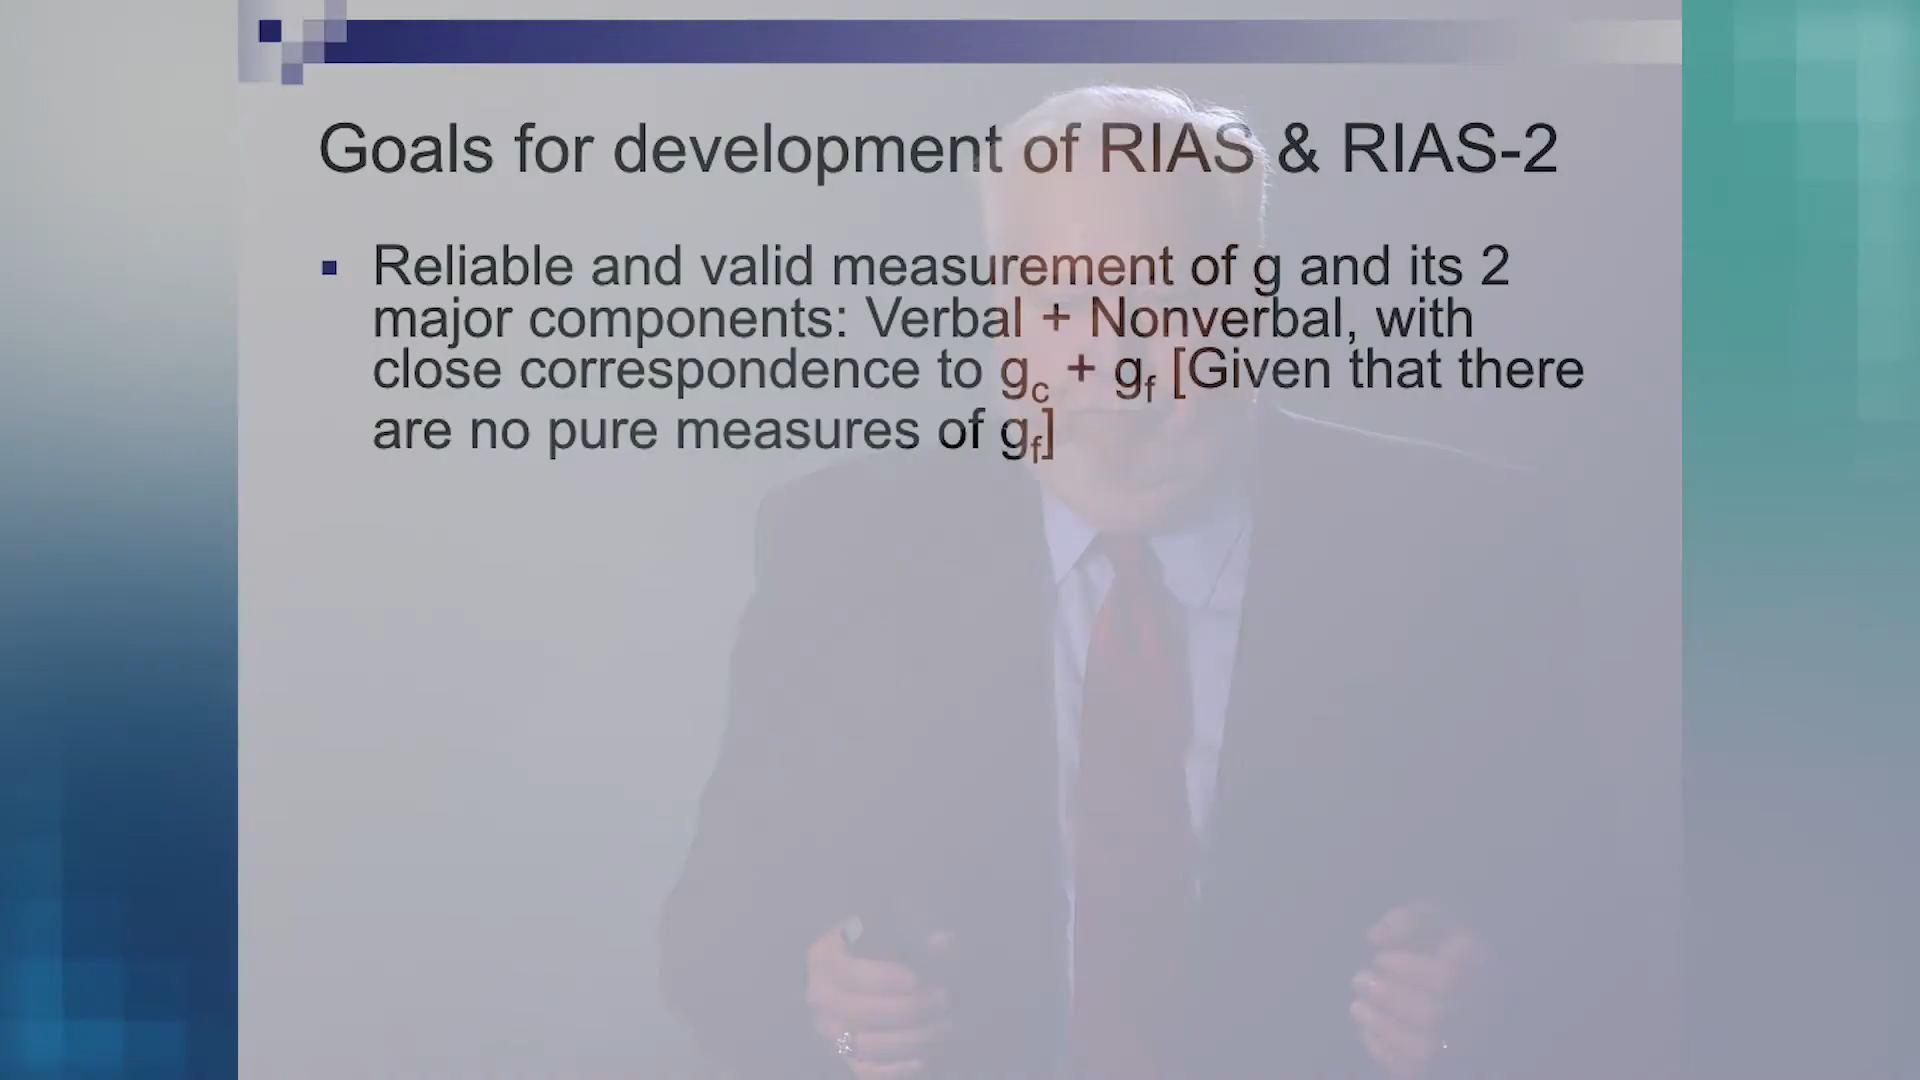 Goals for development of RIAS & RIAS-2
▪ Reliable and valid measurement of g and its 2
major components: Verbal + Nonverbal, with
close correspondence to g_c + g_f [Given that there
are no pure measures of g_f]